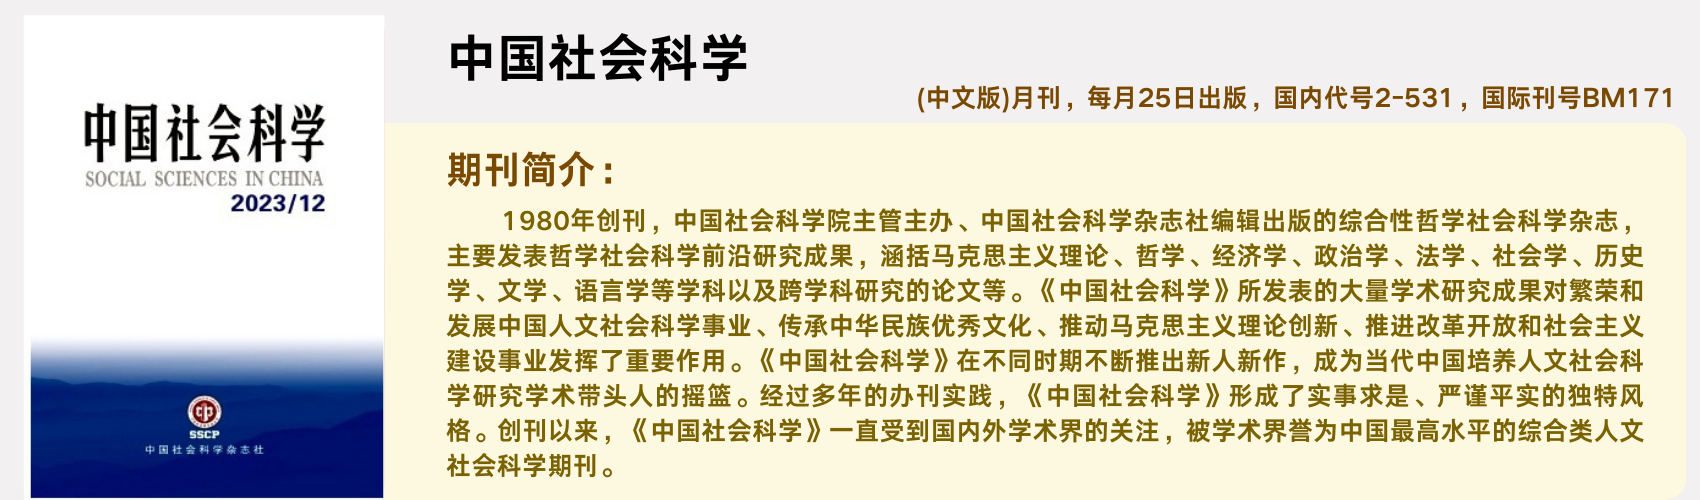 中国社会科学
SOCIAL SCIENCES IN CHINA
2023/12
SSCP
中国社会科学杂志社
中国社会科学
(中文版)月刊，每月25日出版，国内代号2-531，国际刊号BM171
期刊简介：
1980年创刊，中国社会科学院主管主办、中国社会科学杂志社编辑出版的综合性哲学社会科学杂志，
主要发表哲学社会科学前沿研究成果，涵括马克思主义理论、哲学、经济学、政治学、法学、社会学、历史
学、文学、语言学等学科以及跨学科研究的论文等。《中国社会科学》所发表的大量学术研究成果对繁荣和
发展中国人文社会科学事业、传承中华民族优秀文化、推动马克思主义理论创新、推进改革开放和社会主义
建设事业发挥了重要作用。《中国社会科学》在不同时期不断推出新人新作，成为当代中国培养人文社会科
学研究学术带头人的摇篮。经过多年的办刊实践，《中国社会科学》形成了实事求是、严谨平实的独特风
格。创刊以来，《中国社会科学》一直受到国内外学术界的关注，被学术界誉为中国最高水平的综合类人文
社会科学期刊。